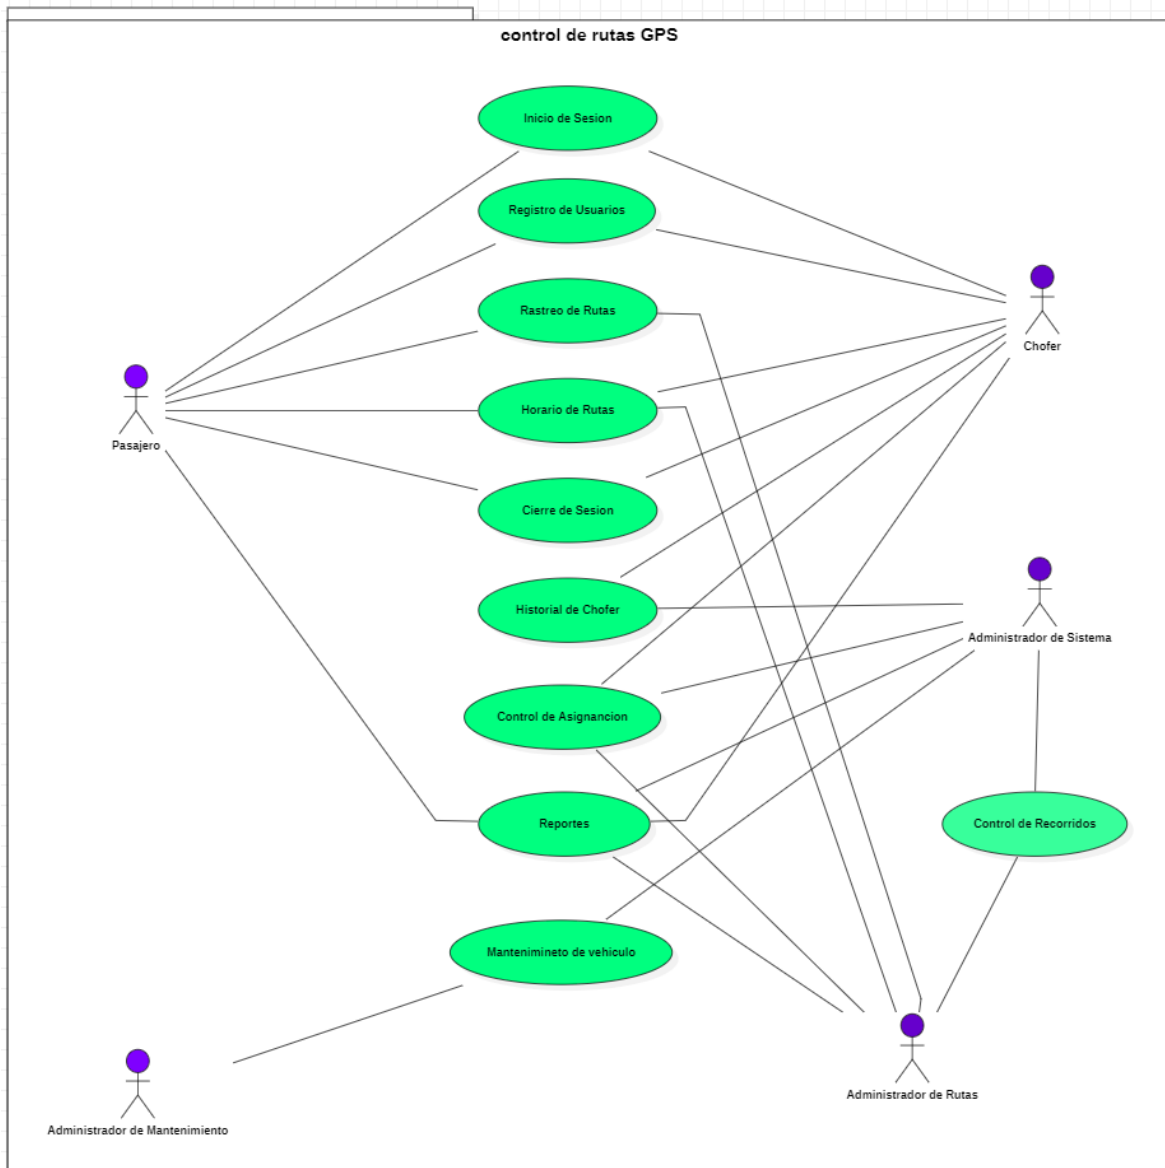 control de rutas GPS
Inicio de Sesion
Registro de Usuarios
Rastreo de Rutas
Chofer
Horario de Rutas
Pasajero
Cierre de Sesion
Historial de Chofer
Administrador de Sistema
Control de Asignancion
Reportes
Control de Recorridos
Mantenimineto de vehiculo
Administrador de Rutas
Administrador de Mantenimiento